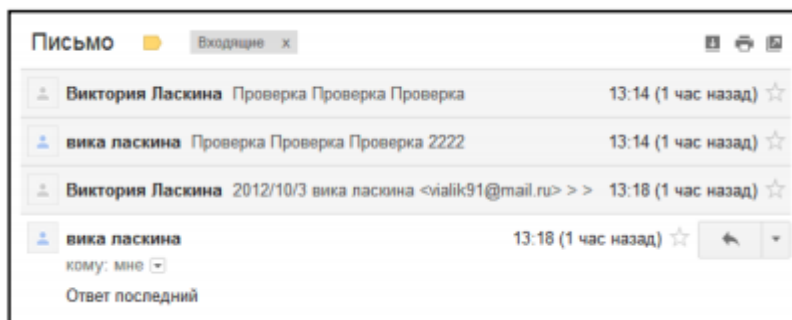 Письмо Входящие x
Виктория Ласкина Проверка Проверка Проверка 13:14 (1 час назад)
вика ласкина Проверка Проверка Проверка 2222 13:14 (1 час назад)
Виктория Ласкина 2012/10/3 вика ласкина <vialik91@mail.ru> > > 13:18 (1 час назад)
вика ласкина 13:18 (1 час назад)
кому: мне
Ответ последний